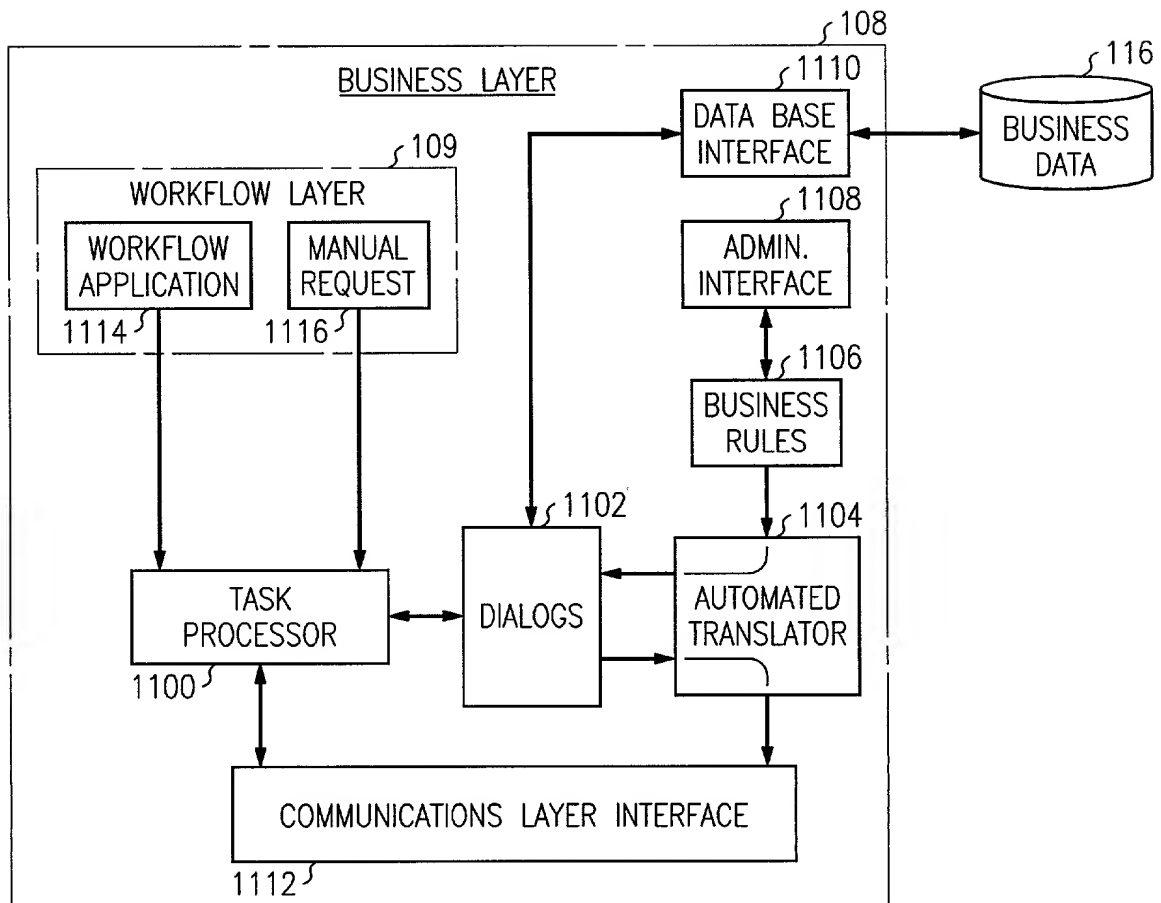 108
BUSINESS LAYER
1110
DATA BASE
INTERFACE
116
BUSINESS
DATA
109
WORKFLOW LAYER
WORKFLOW
APPLICATION
1114
MANUAL
REQUEST
1116
1108
ADMIN.
INTERFACE
1106
BUSINESS
RULES
1102
DIALOGS
1104
AUTOMATED
TRANSLATOR
TASK
PROCESSOR
1100
COMMUNICATIONS LAYER INTERFACE
1112